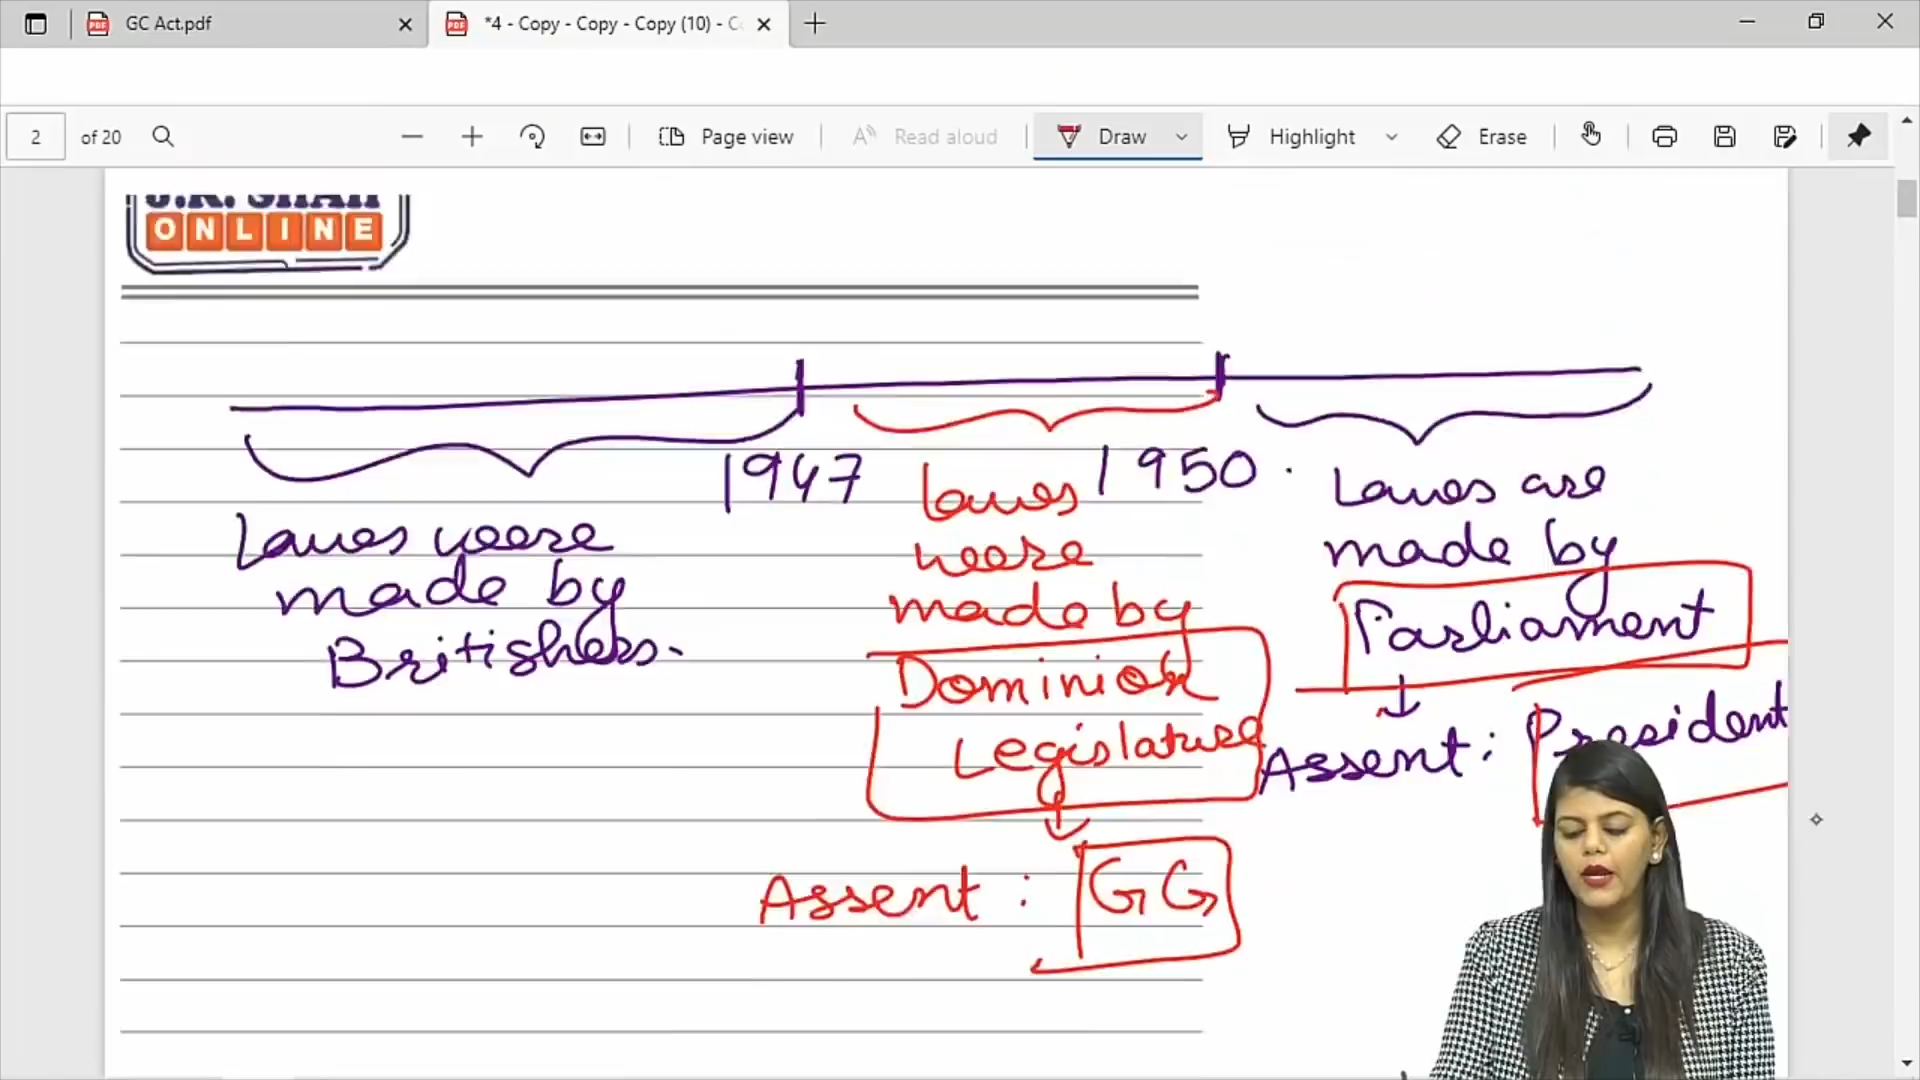 GC Act.pdf
*4 - Copy - Copy - Copy (10) - C
2 of 20
Page view
Read aloud
Draw
Highlight
Erase
J.K. SHAH
ONLINE
1947
1950
Laws were
made by
Britishers.
Laws
were
made by
Dominion
Legislature
Assent : GG
Laws are
made by
Parliament
Assent : President